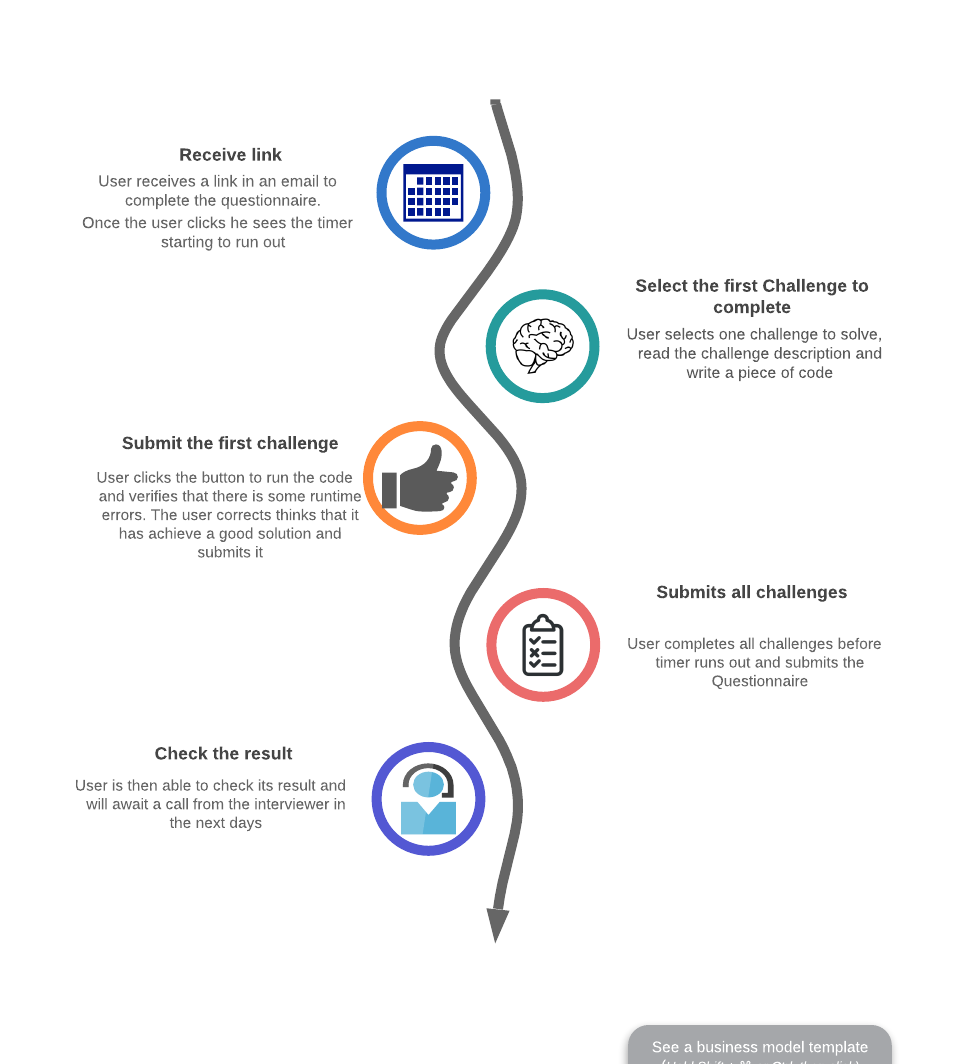 Receive link
User receives a link in an email to
complete the questionnaire.
Once the user clicks he sees the timer
starting to run out
Select the first Challenge to
complete
User selects one challenge to solve,
read the challenge description and
write a piece of code
Submit the first challenge
User clicks the button to run the code
and verifies that there is some runtime
errors. The user corrects thinks that it
has achieve a good solution and
submits it
Submits all challenges
User completes all challenges before
timer runs out and submits the
Questionnaire
Check the result
User is then able to check its result and
will await a call from the interviewer in
the next days
See a business model template